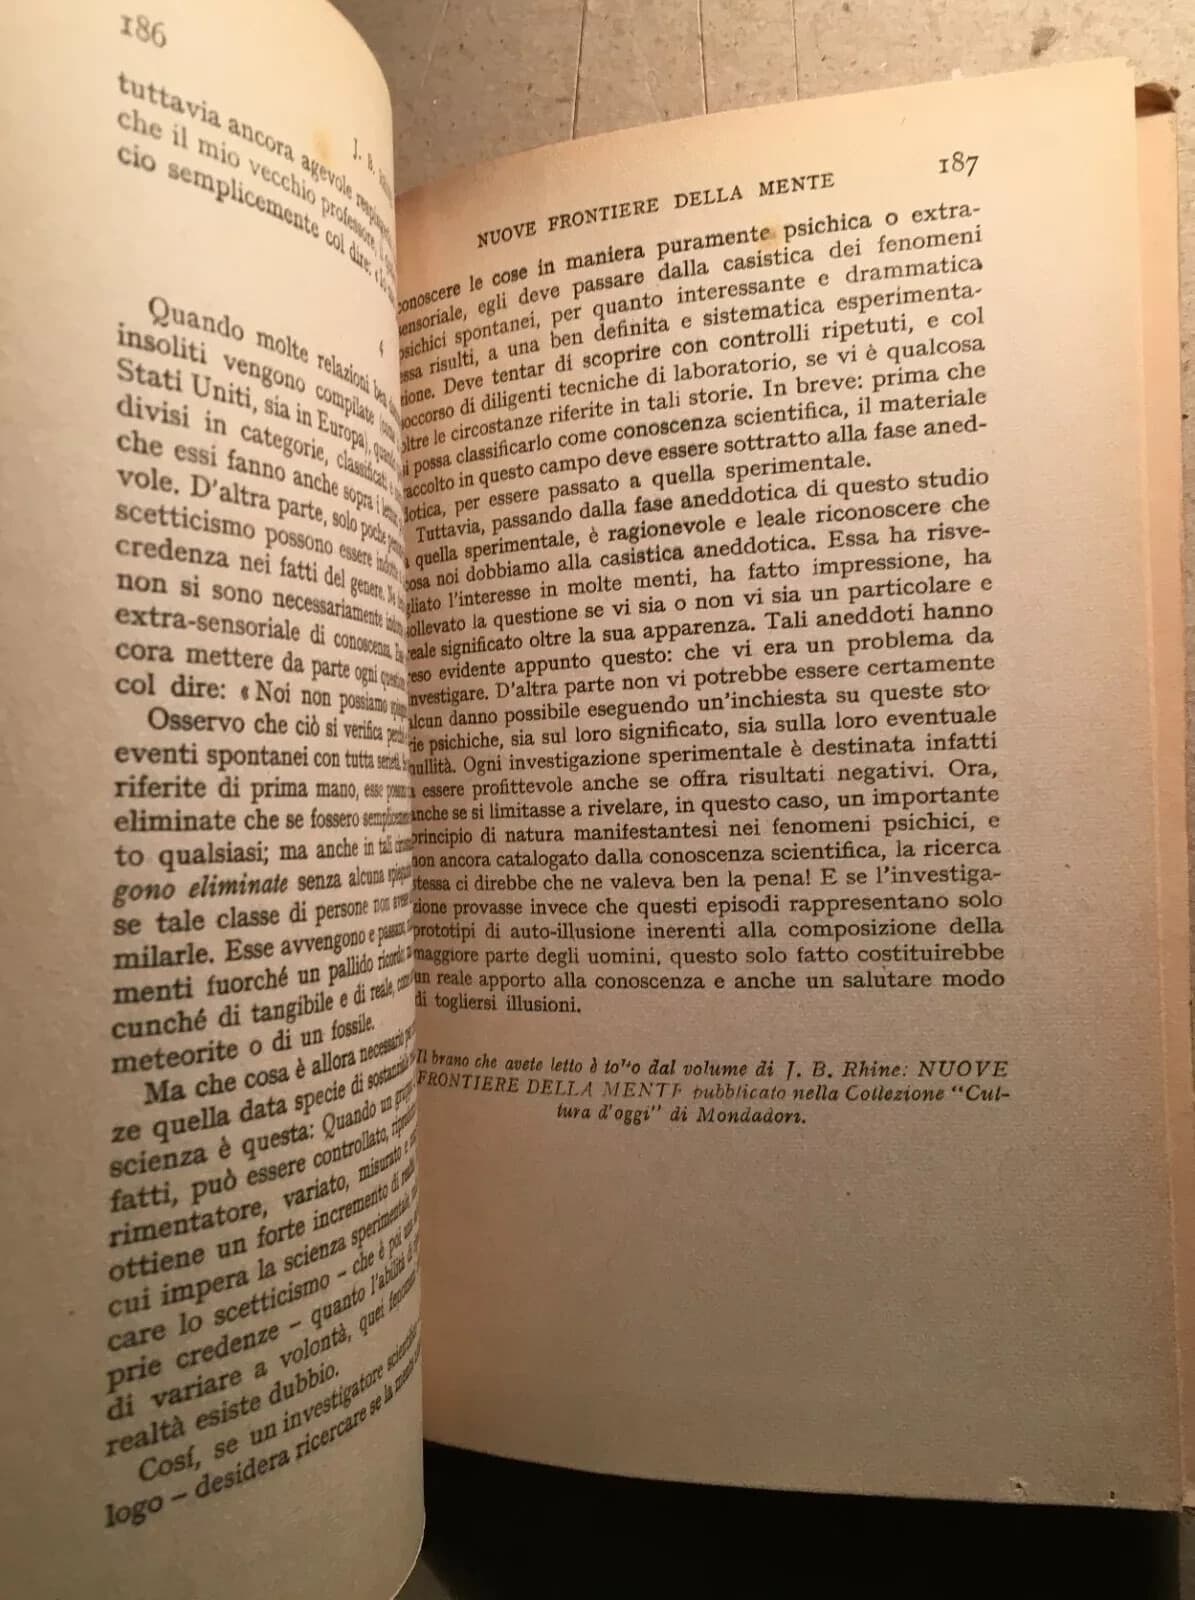 186
J. B.
tuttavia ancora agevole
che il mio vecchio professore
cio semplicemente col dire:
4
Quando molte relazioni ben
insoliti vengono compilate
Stati Uniti, sia in Europa),
divisi in categorie,
che essi fanno anche sopra i
vole. D'altra parte, solo poche
scetticismo possono essere
credenza nei fatti del genere.
non si sono necessariamente
extra-sensoriale di conoscenza.
cora mettere da parte ogni
col dire: « Noi non possiamo
Osservo che ciò si verifica
eventi spontanei con tutta
riferite di prima mano, esse
eliminate che se fossero
to qualsiasi; ma anche in tali
gono eliminate senza alcuna
se tale classe di persone non
milarle. Esse avvengono e passano,
menti fuorché un pallido ricordo
cunché di tangibile e di reale,
meteorite o di un fossile.
Ma che cosa è allora necessario
ze quella data specie di
scienza è questa: Quando un
fatti, può essere controllato,
rimentatore, variato, misurato e
ottiene un forte incremento di
cui impera la scienza sperimentale,
care lo scetticismo – che è poi
prie credenze – quanto l'abilità
di variare a volontà, quei
realtà esiste dubbio.
Cosí, se un investigatore
logo – desidera ricercare se la
NUOVE FRONTIERE DELLA MENTE 187
conoscere le cose in maniera puramente psichica o extra-
sensoriale, egli deve passare dalla casistica dei fenomeni
psichici spontanei, per quanto interessante e drammatica
essa risulti, a una ben definita e sistematica esperimenta-
zione. Deve tentar di scoprire con controlli ripetuti, e col
soccorso di diligenti tecniche di laboratorio, se vi è qualcosa
oltre le circostanze riferite in tali storie. In breve: prima che
si possa classificarlo come conoscenza scientifica, il materiale
raccolto in questo campo deve essere sottratto alla fase aned-
dotica, per essere passato a quella sperimentale.
Tuttavia, passando dalla fase aneddotica di questo studio
a quella sperimentale, è ragionevole e leale riconoscere che
cosa noi dobbiamo alla casistica aneddotica. Essa ha risve-
gliato l'interesse in molte menti, ha fatto impressione, ha
sollevato la questione se vi sia o non vi sia un particolare e
reale significato oltre la sua apparenza. Tali aneddoti hanno
reso evidente appunto questo: che vi era un problema da
investigare. D'altra parte non vi potrebbe essere certamente
alcun danno possibile eseguendo un'inchiesta su queste sto-
rie psichiche, sia sul loro significato, sia sulla loro eventuale
nullità. Ogni investigazione sperimentale è destinata infatti
a essere profittevole anche se offra risultati negativi. Ora,
anche se si limitasse a rivelare, in questo caso, un importante
principio di natura manifestantesi nei fenomeni psichici, e
non ancora catalogato dalla conoscenza scientifica, la ricerca
stessa ci direbbe che ne valeva ben la pena! E se l'investiga-
zione provasse invece che questi episodi rappresentano solo
prototipi di auto-illusione inerenti alla composizione della
maggiore parte degli uomini, questo solo fatto costituirebbe
un reale apporto alla conoscenza e anche un salutare modo
di togliersi illusioni.
Il brano che avete letto è tolto dal volume di J. B. Rhine: NUOVE
FRONTIERE DELLA MENTE pubblicato nella Collezione "Cul-
tura d'oggi" di Mondadori.